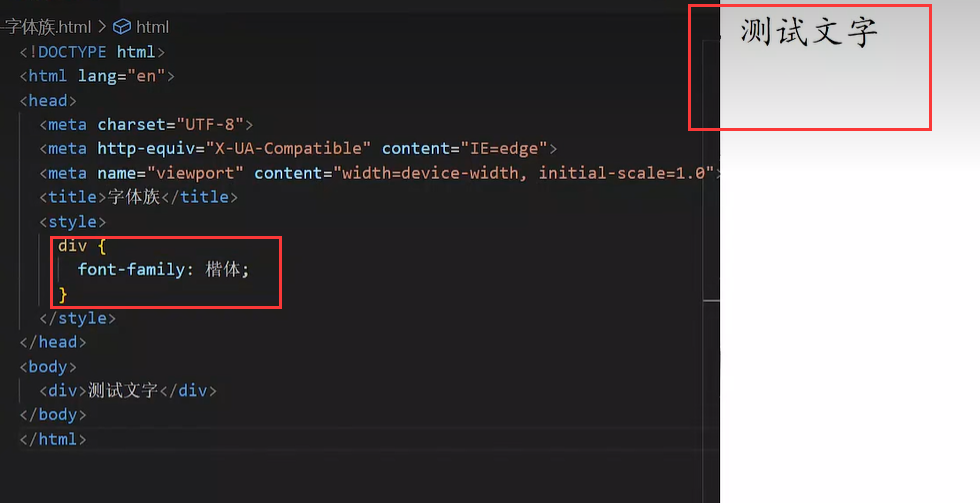 字体族.html > html
<!DOCTYPE html>
<html lang="en">
<head>
<meta charset="UTF-8">
<meta http-equiv="X-UA-Compatible" content="IE=edge">
<meta name="viewport" content="width=device-width, initial-scale=1.0">
<title>字体族</title>
<style>
div {
font-family: 楷体;
}
</style>
</head>
<body>
<div>测试文字</div>
</body>
</html>
测试文字